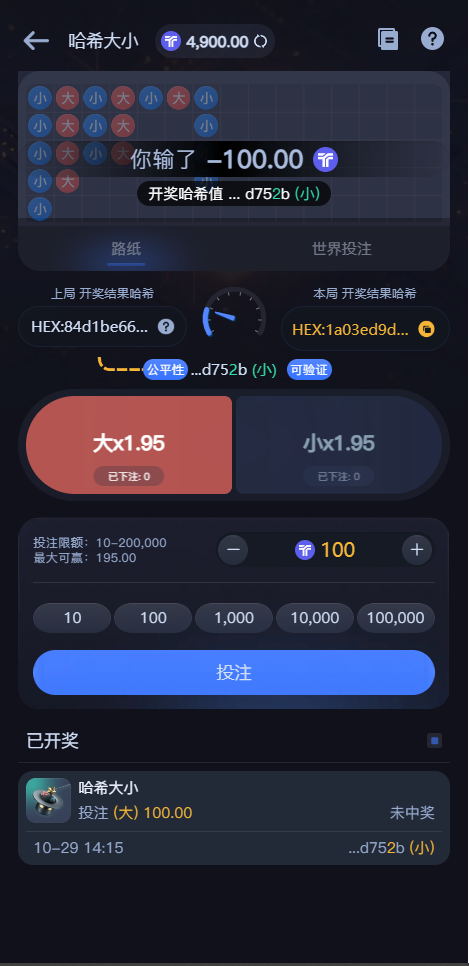 哈希大小 4,900.00
小 大 小 大 小 大 小
小 大 小 大 小
小 大 小 大
你输了 –100.00
小 大 小
开奖哈希值 ... d752b (小)
小
路纸 世界投注
上局 开奖结果哈希 本局 开奖结果哈希
HEX:84d1be66... HEX:1a03ed9d...
公平性 ...d752b (小) 可验证
大x1.95 小x1.95
已下注: 0 已下注: 0
投注限额: 10–200,000
最大可赢: 195.00
100
10 100 1,000 10,000 100,000
投注
已开奖
哈希大小
投注 (大) 100.00 未中奖
10–29 14:15 ...d752b (小)